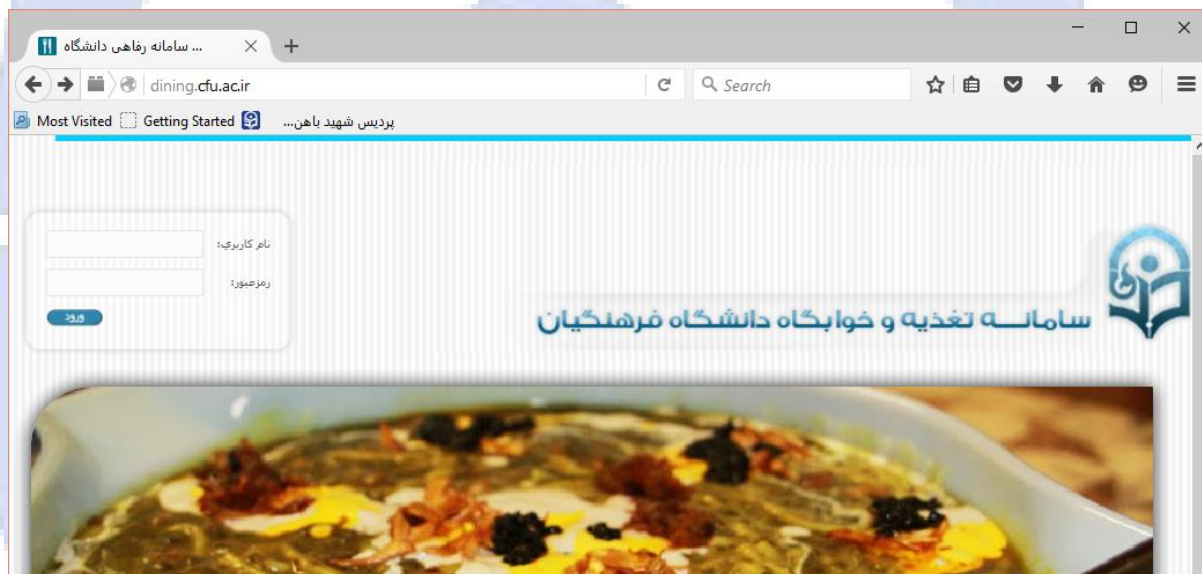 سامانه رفاهی دانشگاه ...
dining.cfu.ac.ir
Search
Most Visited
Getting Started
پردیس شهید باهن...
نام کاربری:
رمزعبور:
ورود
سامانه تغذیه و خوابگاه دانشگاه فرهنگیان